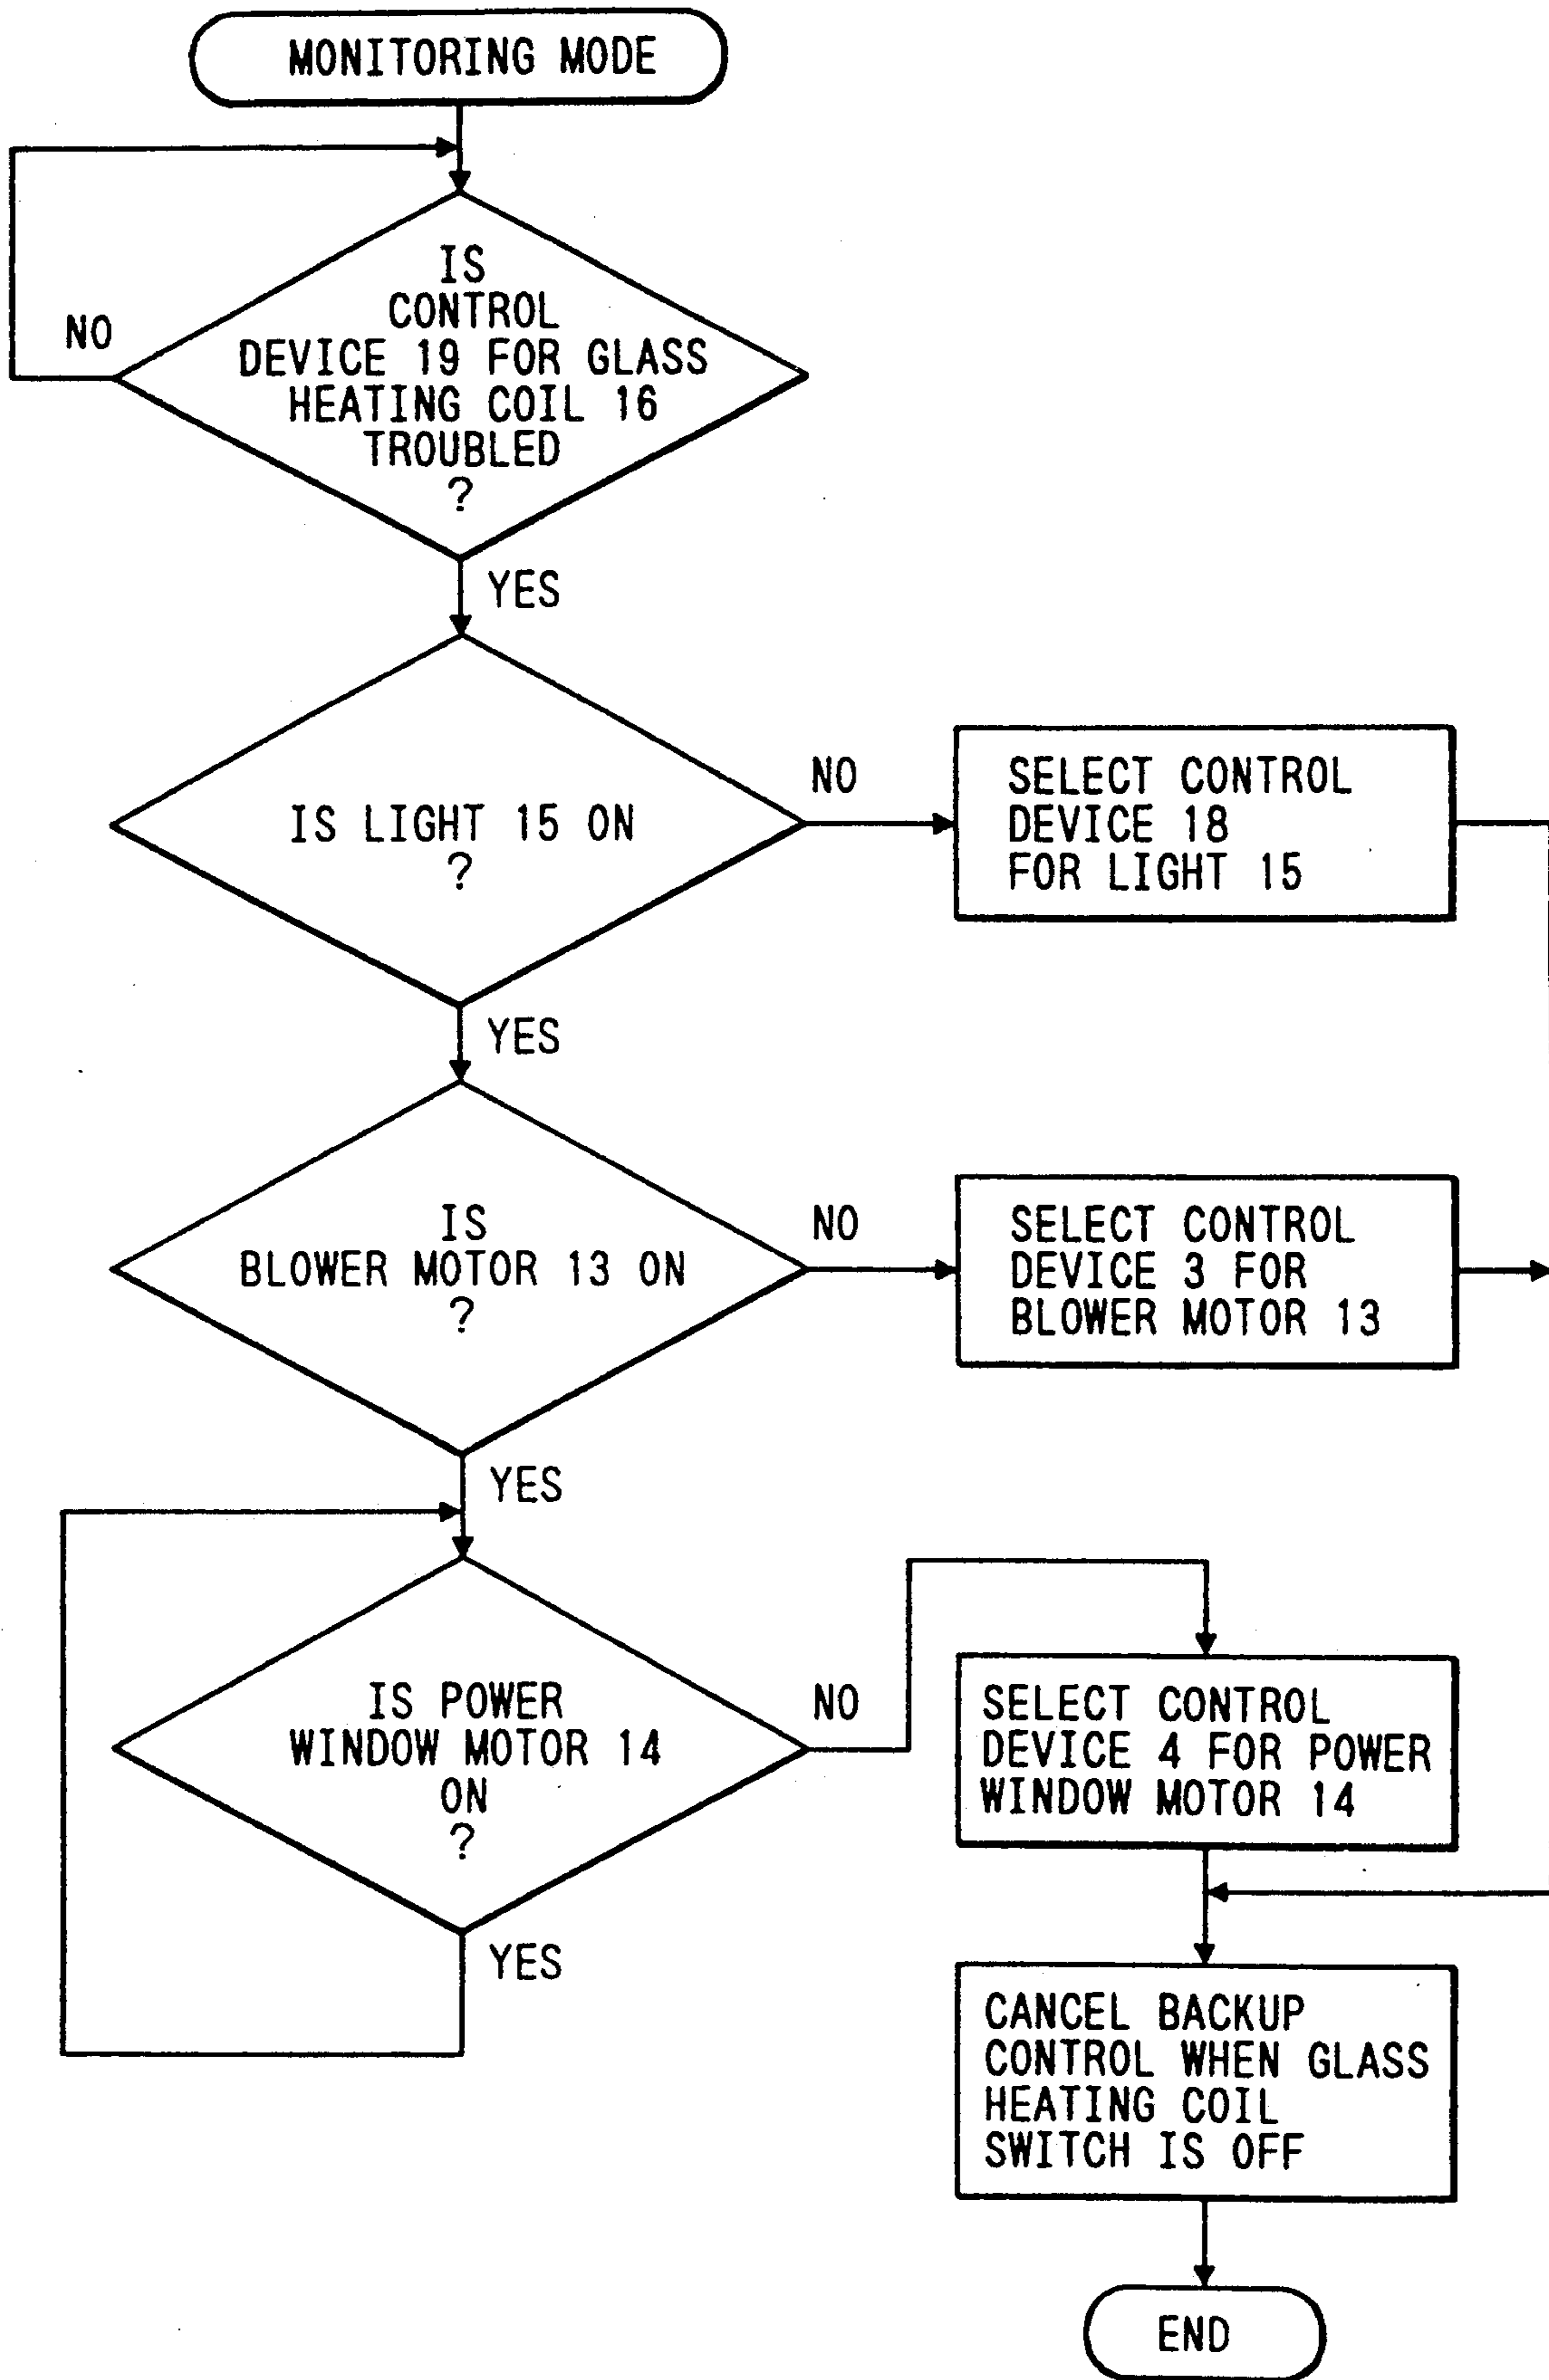 MONITORING MODE
IS
CONTROL
DEVICE 19 FOR GLASS
HEATING COIL 16
TROUBLED
?
NO
YES
IS LIGHT 15 ON
?
NO
SELECT CONTROL
DEVICE 18
FOR LIGHT 15
YES
IS
BLOWER MOTOR 13 ON
?
NO
SELECT CONTROL
DEVICE 3 FOR
BLOWER MOTOR 13
YES
IS POWER
WINDOW MOTOR 14
ON
?
NO
SELECT CONTROL
DEVICE 4 FOR POWER
WINDOW MOTOR 14
YES
CANCEL BACKUP
CONTROL WHEN GLASS
HEATING COIL
SWITCH IS OFF
END